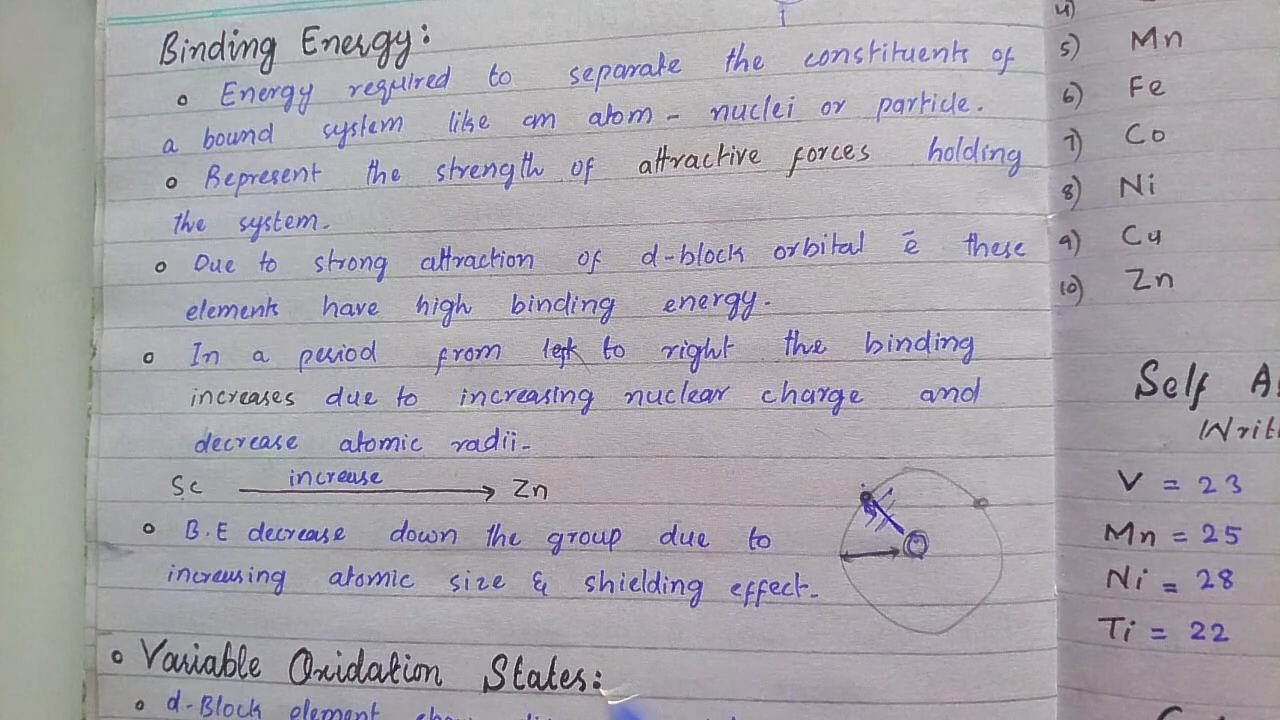 Binding Energy:
o Energy required to separate the constituents of
a bound system like an atom - nuclei or particle.
o Represent the strength of attractive forces holding
the system.
o Due to strong attraction of d-block orbital ē these
elements have high binding energy.
o In a period from left to right the binding
increases due to increasing nuclear charge and
decrease atomic radii.
Sc increase → Zn
o B.E decrease down the group due to
increasing atomic size & shielding effect.
o Variable Oxidation States:
o d-Block element
4)
5) Mn
6) Fe
7) Co
8) Ni
9) Cu
10) Zn
Self A
Writ
V = 23
Mn = 25
Ni = 28
Ti = 22